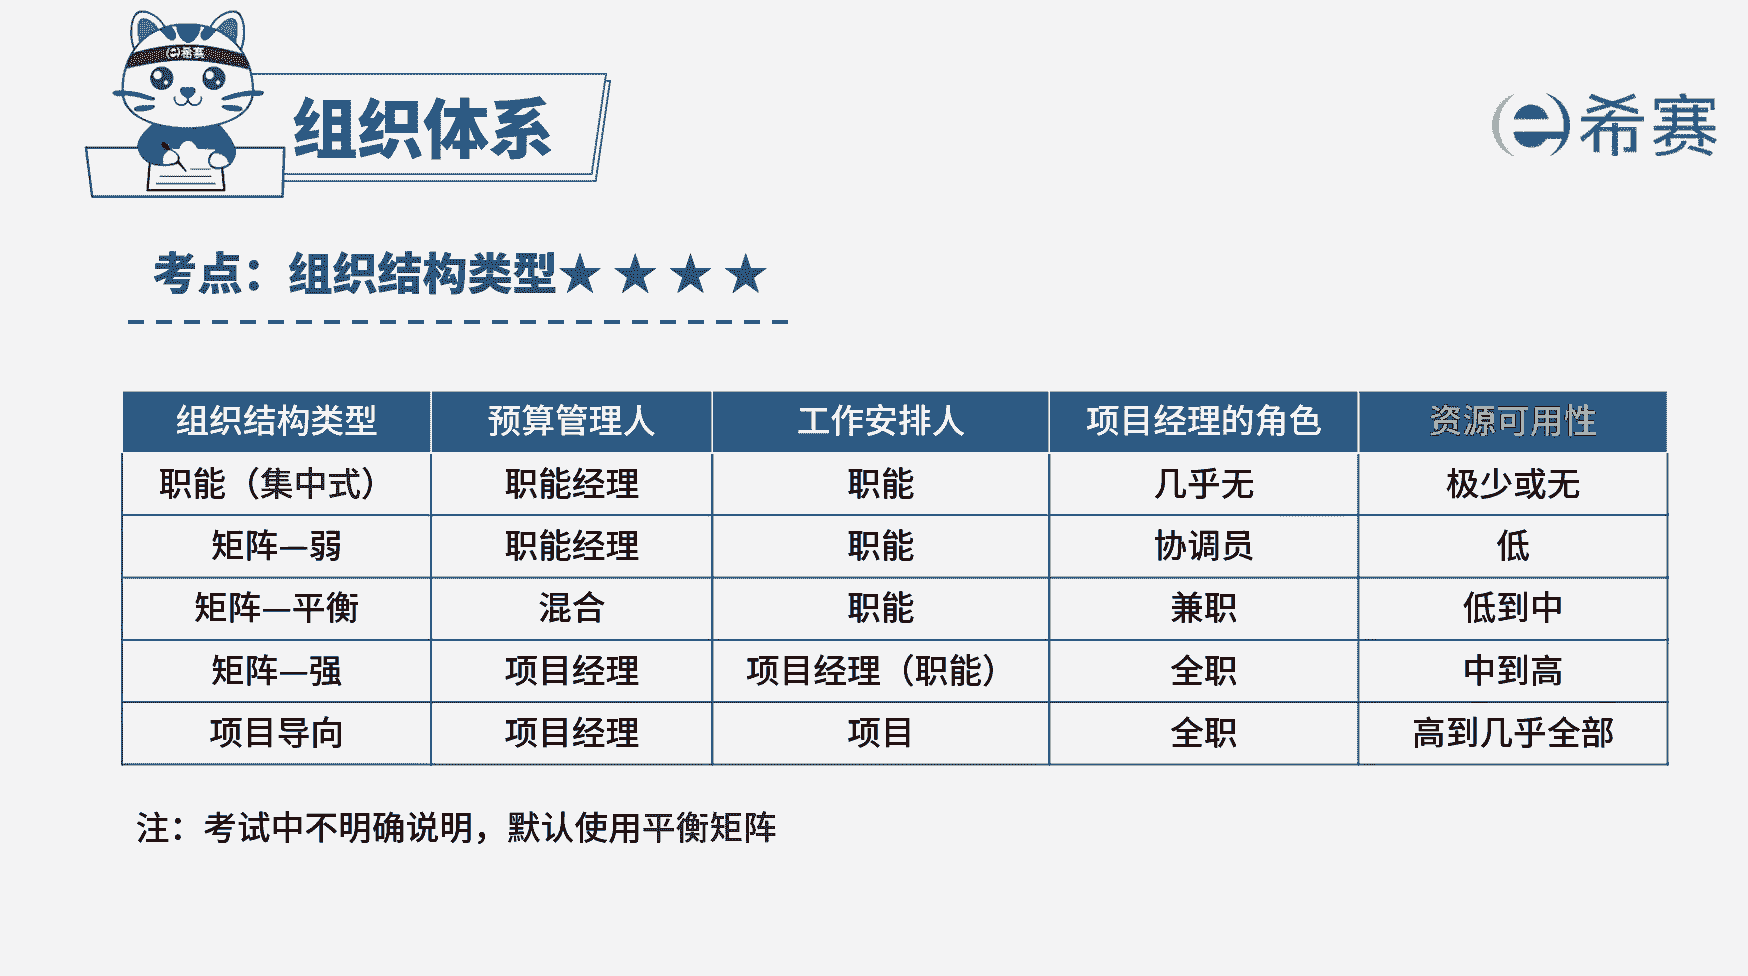 希赛
组织体系
希赛
考点：组织结构类型★★★★
组织结构类型 预算管理人 工作安排人 项目经理的角色 资源可用性
职能（集中式） 职能经理 职能 几乎无 极少或无
矩阵—弱 职能经理 职能 协调员 低
矩阵—平衡 混合 职能 兼职 低到中
矩阵—强 项目经理 项目经理（职能） 全职 中到高
项目导向 项目经理 项目 全职 高到几乎全部
注：考试中不明确说明，默认使用平衡矩阵